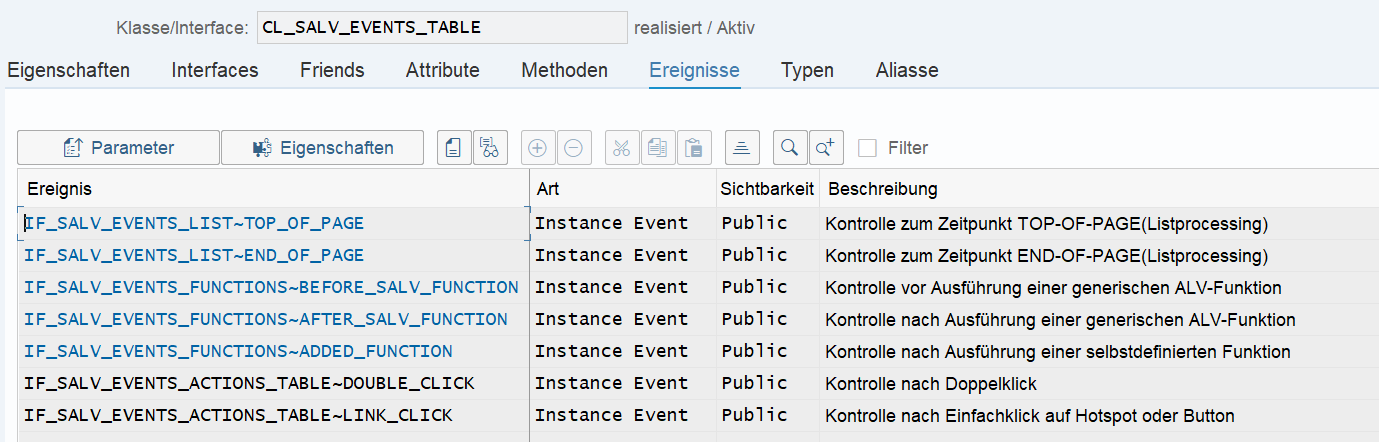 Klasse/Interface: CL_SALV_EVENTS_TABLE realisiert / Aktiv
Eigenschaften Interfaces Friends Attribute Methoden Ereignisse Typen Aliasse
Parameter Eigenschaften Filter
Ereignis Art Sichtbarkeit Beschreibung
IF_SALV_EVENTS_LIST~TOP_OF_PAGE Instance Event Public Kontrolle zum Zeitpunkt TOP-OF-PAGE(Listprocessing)
IF_SALV_EVENTS_LIST~END_OF_PAGE Instance Event Public Kontrolle zum Zeitpunkt END-OF-PAGE(Listprocessing)
IF_SALV_EVENTS_FUNCTIONS~BEFORE_SALV_FUNCTION Instance Event Public Kontrolle vor Ausführung einer generischen ALV-Funktion
IF_SALV_EVENTS_FUNCTIONS~AFTER_SALV_FUNCTION Instance Event Public Kontrolle nach Ausführung einer generischen ALV-Funktion
IF_SALV_EVENTS_FUNCTIONS~ADDED_FUNCTION Instance Event Public Kontrolle nach Ausführung einer selbstdefinierten Funktion
IF_SALV_EVENTS_ACTIONS_TABLE~DOUBLE_CLICK Instance Event Public Kontrolle nach Doppelklick
IF_SALV_EVENTS_ACTIONS_TABLE~LINK_CLICK Instance Event Public Kontrolle nach Einfachklick auf Hotspot oder Button